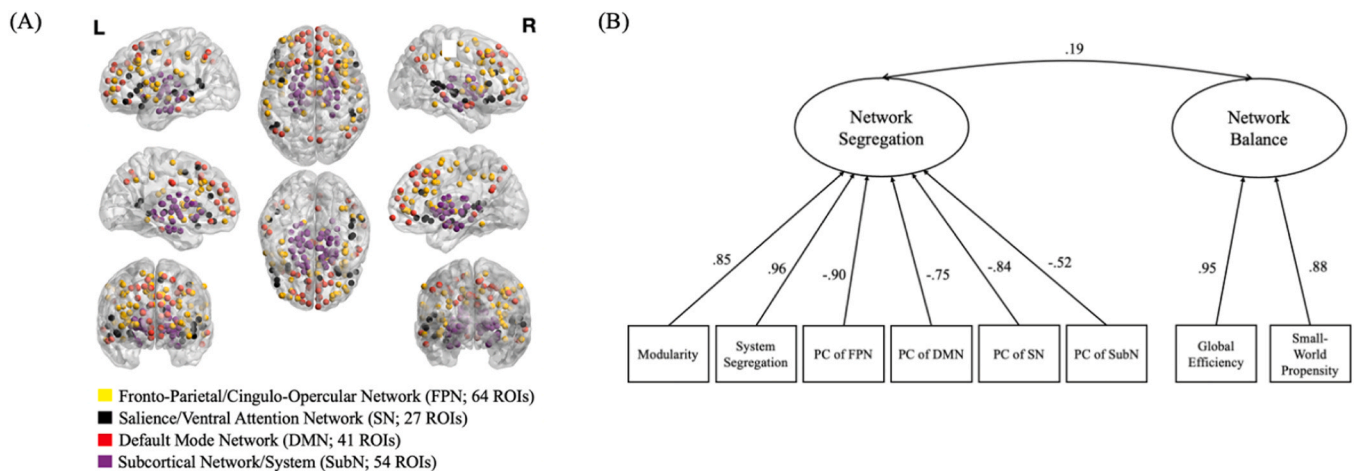 (A)
L
R
Fronto-Parietal/Cingulo-Opercular Network (FPN; 64 ROIs)
Salience/Ventral Attention Network (SN; 27 ROIs)
Default Mode Network (DMN; 41 ROIs)
Subcortical Network/System (SubN; 54 ROIs)
(B)
.19
Network
Segregation
Network
Balance
.85
.96
-.90
-.75
-.84
-.52
.95
.88
Modularity
System
Segregation
PC of FPN
PC of DMN
PC of SN
PC of SubN
Global
Efficiency
Small-
World
Propensity